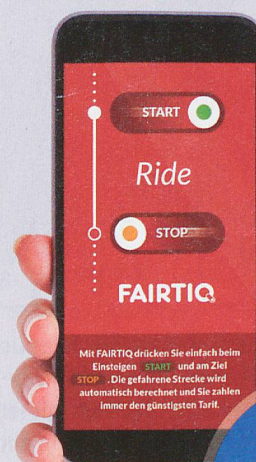 START
Ride
STOP
FAIRTIQ
Mit FAIRTIQ drücken Sie einfach beim
Einsteigen START und am Ziel
STOP . Die gefahrene Strecke wird
automatisch berechnet und Sie zahlen
immer den günstigsten Tarif.